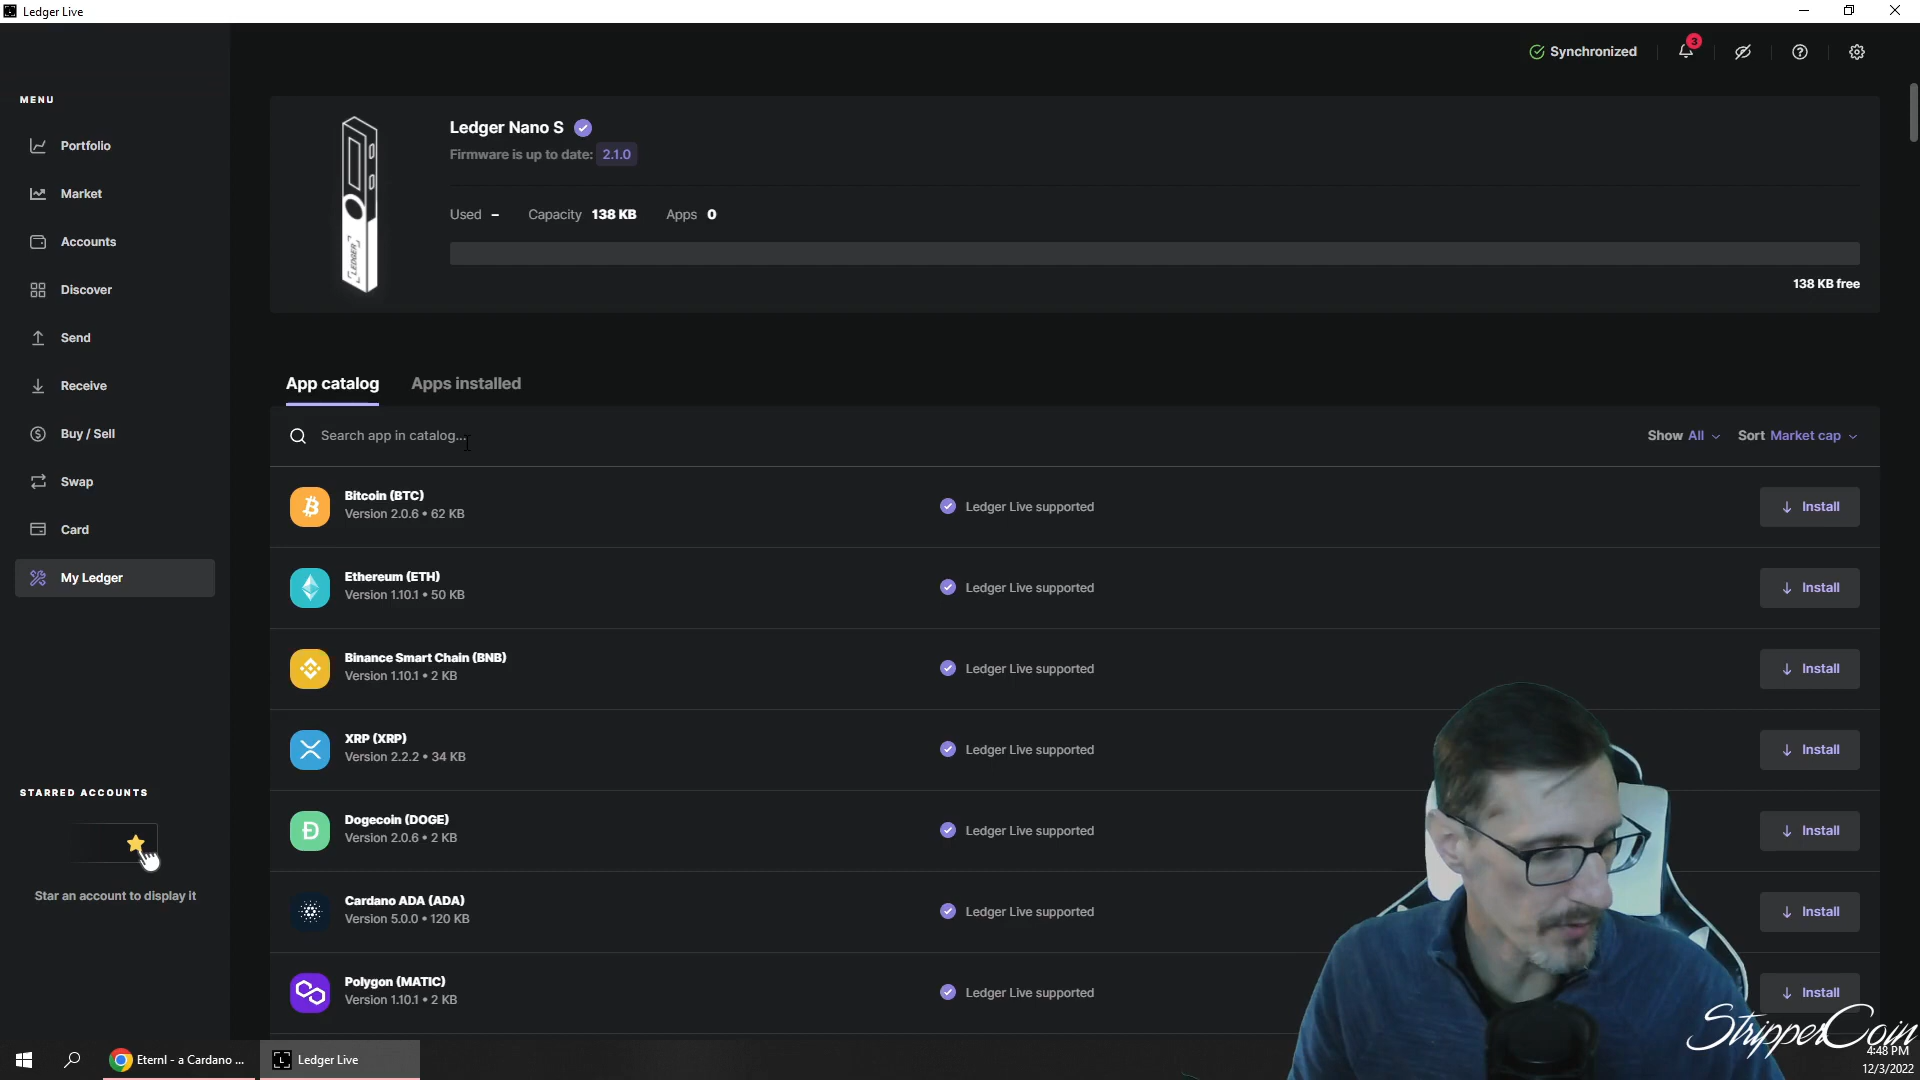 Ledger Live
Synchronized
3
MENU
Portfolio
Market
Accounts
Discover
Send
Receive
Buy / Sell
Swap
Card
My Ledger
STARRED ACCOUNTS
Star an account to display it
LEDGER
Ledger Nano S
Firmware is up to date: 2.1.0
Used – Capacity 138 KB Apps 0
138 KB free
App catalog Apps installed
Search app in catalog...
Show All Sort Market cap
Bitcoin (BTC)
Version 2.0.6 • 62 KB
Ledger Live supported
Install
Ethereum (ETH)
Version 1.10.1 • 50 KB
Ledger Live supported
Install
Binance Smart Chain (BNB)
Version 1.10.1 • 2 KB
Ledger Live supported
Install
XRP (XRP)
Version 2.2.2 • 34 KB
Ledger Live supported
Install
Dogecoin (DOGE)
Version 2.0.6 • 2 KB
Ledger Live supported
Install
Cardano ADA (ADA)
Version 5.0.0 • 120 KB
Ledger Live supported
Install
Polygon (MATIC)
Version 1.10.1 • 2 KB
Ledger Live supported
Install
StripperCoin
Eternl - a Cardano ...
Ledger Live
4:48 PM
12/3/2022